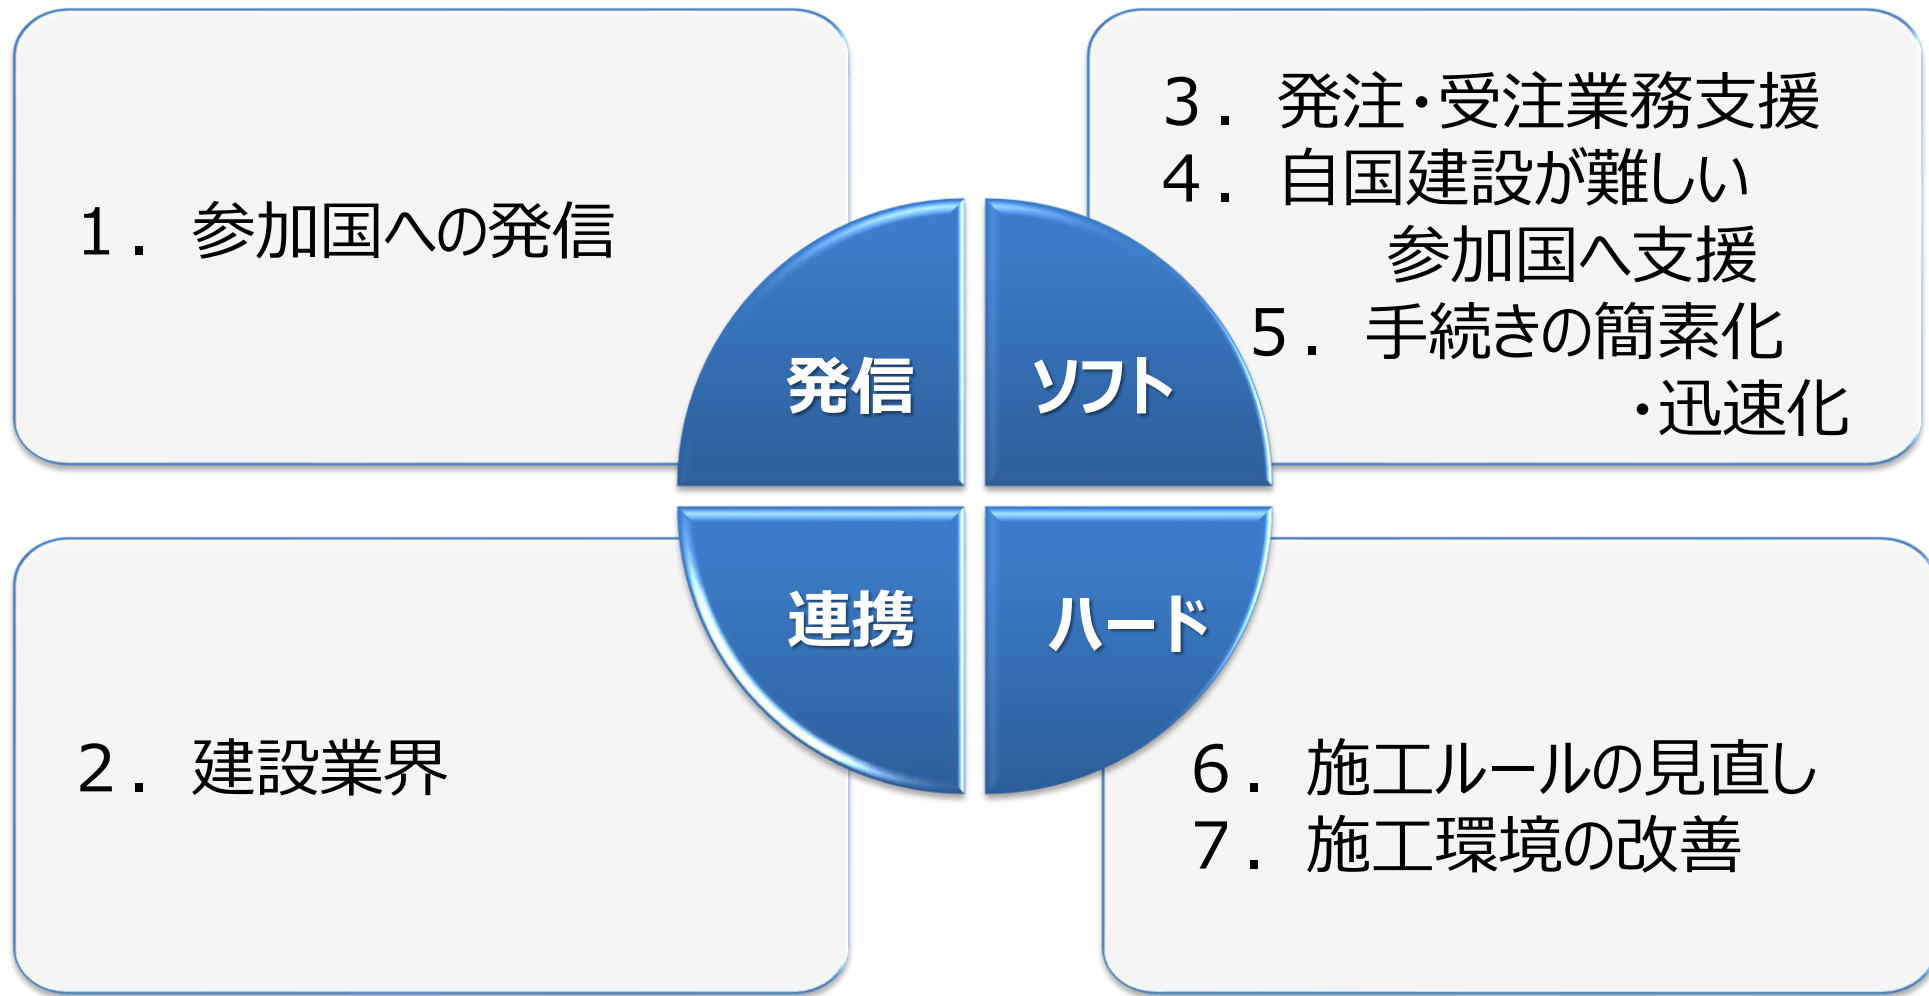 1． 参加国への発信
3． 発注・受注業務支援
4． 自国建設が難しい
参加国へ支援
5． 手続きの簡素化
・迅速化
発信
ソフト
連携
ハード
2． 建設業界
6． 施工ルールの見直し
7． 施工環境の改善